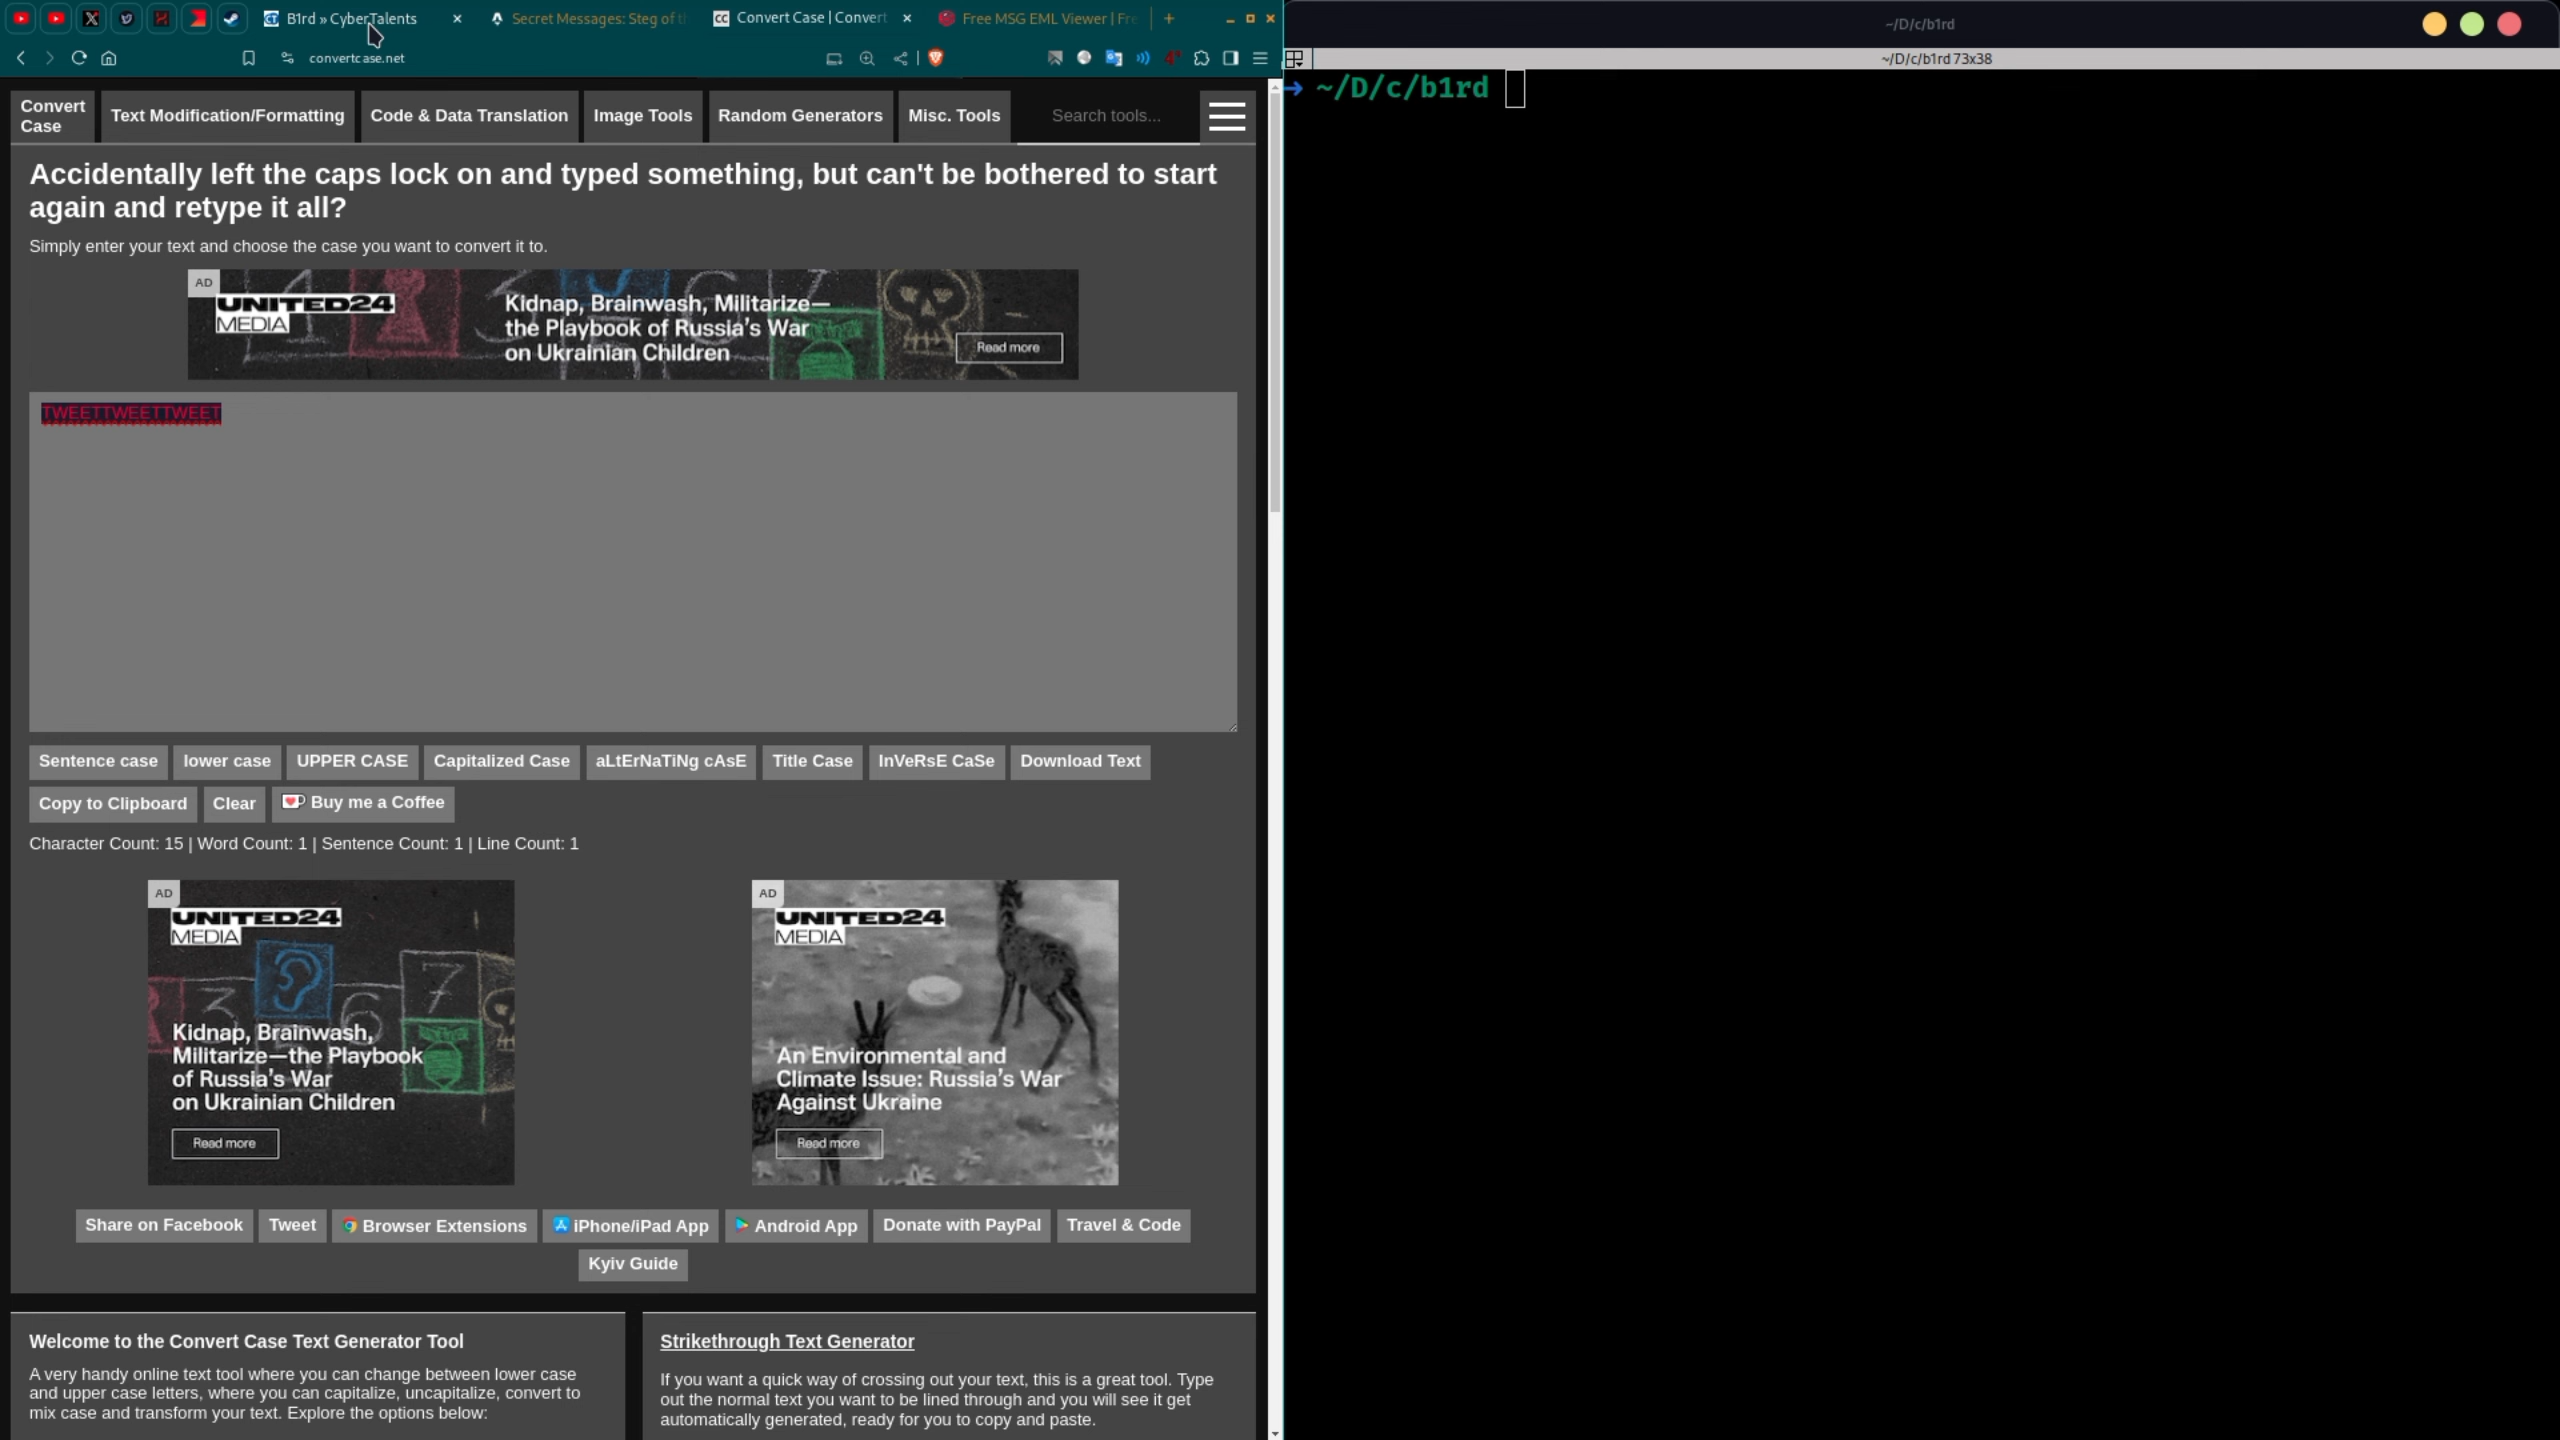 B1rd » CyberTalents
Secret Messages: Steg of th
Convert Case | Convert
Free MSG EML Viewer | Fre
convertcase.net
Convert
Case
Text Modification/Formatting
Code & Data Translation
Image Tools
Random Generators
Misc. Tools
Search tools...
Accidentally left the caps lock on and typed something, but can't be bothered to start
again and retype it all?
Simply enter your text and choose the case you want to convert it to.
AD
UNITED24
MEDIA
Kidnap, Brainwash, Militarize—
the Playbook of Russia's War
on Ukrainian Children
Read more
TWEETTWEETTWEET
Sentence case
lower case
UPPER CASE
Capitalized Case
aLtErNaTiNg cAsE
Title Case
InVeRsE CaSe
Download Text
Copy to Clipboard
Clear
Buy me a Coffee
Character Count: 15 | Word Count: 1 | Sentence Count: 1 | Line Count: 1
AD
UNITED24
MEDIA
3 6 7
Kidnap, Brainwash,
Militarize—the Playbook
of Russia's War
on Ukrainian Children
Read more
AD
UNITED24
MEDIA
An Environmental and
Climate Issue: Russia's War
Against Ukraine
Read more
Share on Facebook
Tweet
Browser Extensions
iPhone/iPad App
Android App
Donate with PayPal
Travel & Code
Kyiv Guide
Welcome to the Convert Case Text Generator Tool
A very handy online text tool where you can change between lower case
and upper case letters, where you can capitalize, uncapitalize, convert to
mix case and transform your text. Explore the options below:
Strikethrough Text Generator
If you want a quick way of crossing out your text, this is a great tool. Type
out the normal text you want to be lined through and you will see it get
automatically generated, ready for you to copy and paste.
~/D/c/b1rd
~/D/c/b1rd 73x38
→ ~/D/c/b1rd